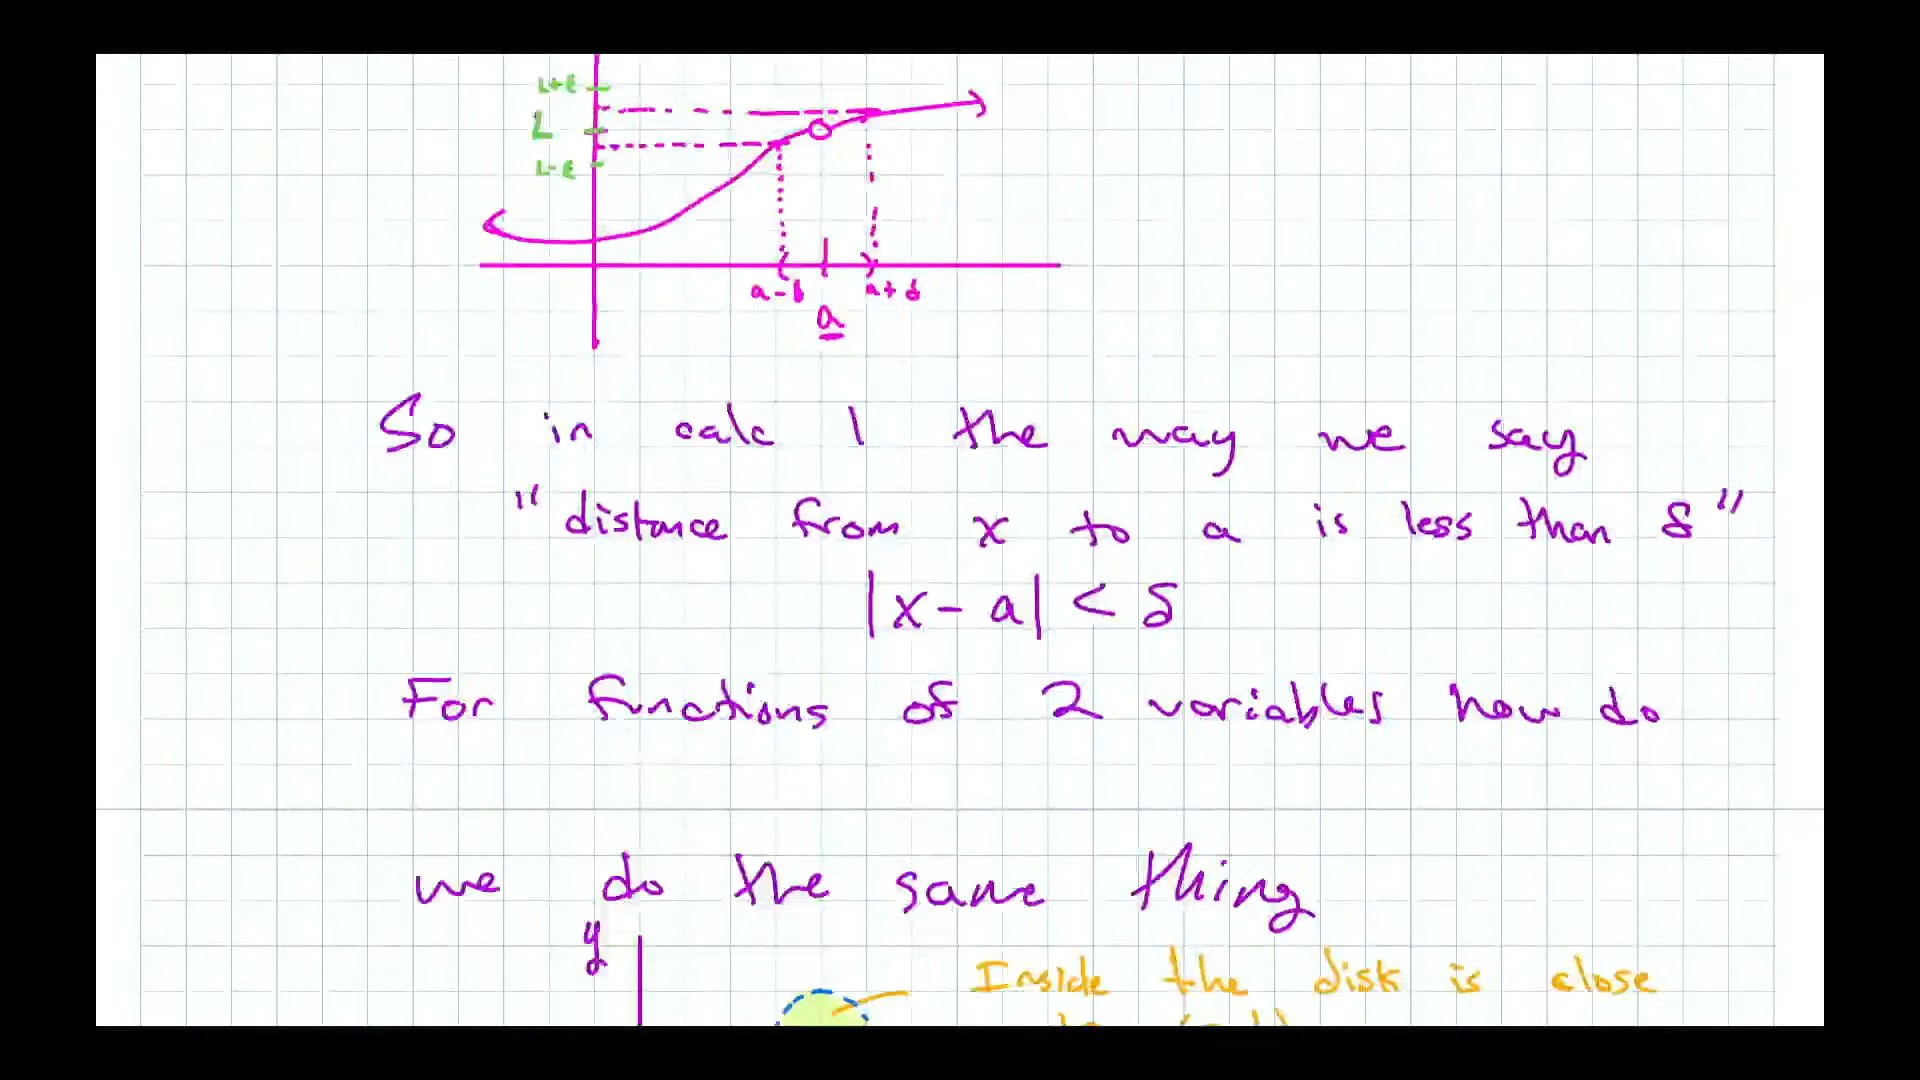 L+ε
L
L-ε
a-δ a+δ
a
So in calc 1 the way we say
"distance from x to a is less than δ"
|x-a| < δ
For functions of 2 variables how do
we do the same thing
y
Inside the disk is close